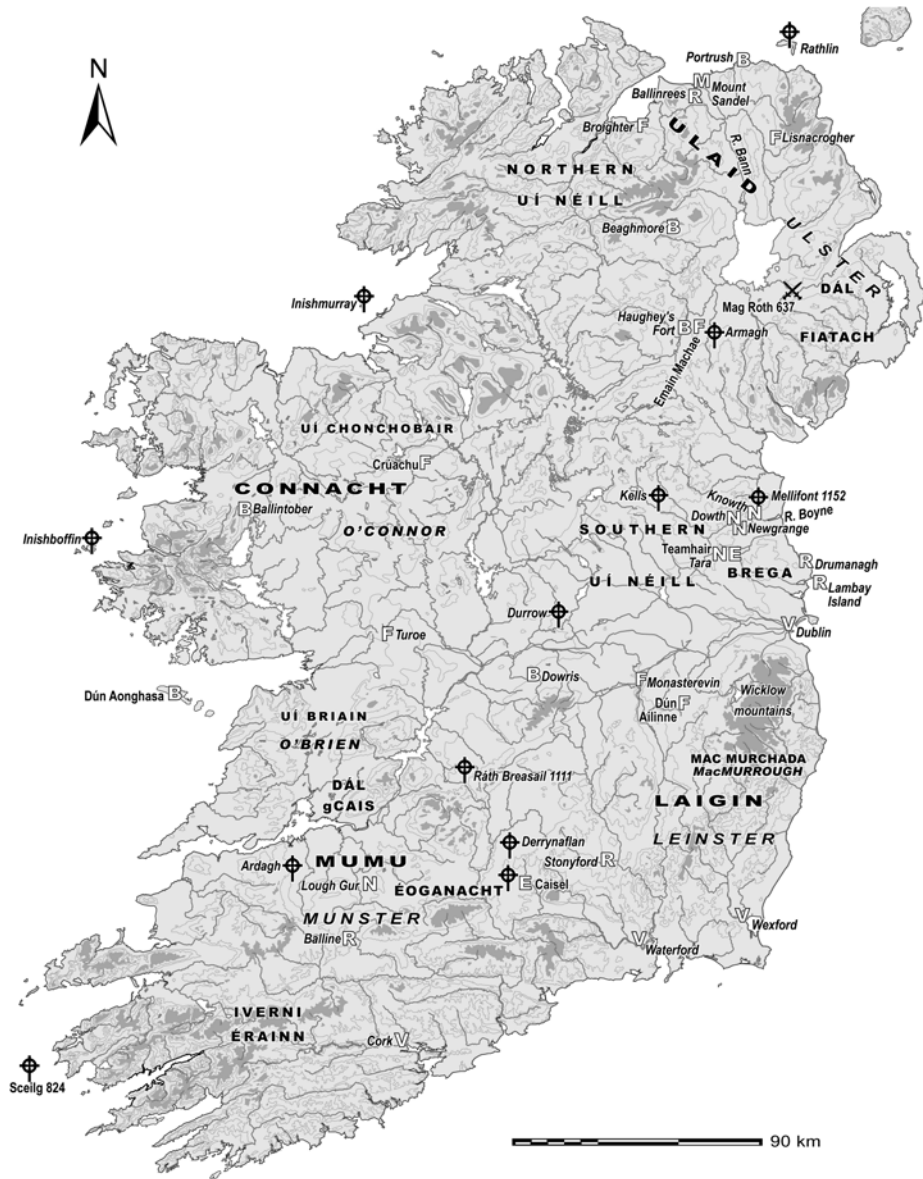 Rathlin
N
Portrush B
M Mount
Sandel
Ballinrees R
Broighter F
ULAID
R. Bann
F Lisnacrogher
NORTHERN
UÍ NÉILL
Beaghmore B
ULSTER
Inishmurray
Mag Roth 637
DÁL
FIATACH
Haughey's
Fort B F
Armagh
Emain Machae
UÍ CHONCHOBAIR
Crúachu F
CONNACHT
B Ballintober
O'CONNOR
Inishboffin
Kells
Mellifont 1152
Knowth N
Dowth N
N Newgrange
R. Boyne
SOUTHERN
UÍ NÉILL
Teamhair
Tara N E
BREGA
R Drumanagh
R Lambay
Island
Durrow
V Dublin
F Turoe
B Dowris
F Monasterevin
Dún F
Ailinne
Wicklow
mountains
Dún Aonghasa B
UÍ BRIAIN
O'BRIEN
DÁL
gCAIS
Ráth Breasail 1111
MAC MURCHADA
MacMURROUGH
LAIGIN
LEINSTER
Derrynaflan
Stonyford R
Ardagh
MUMU
Lough Gur N
ÉOGANACHT
E Caisel
MUNSTER
Balline R
V Wexford
V Waterford
IVERNI
ÉRAINN
Cork V
Sceilg 824
90 km